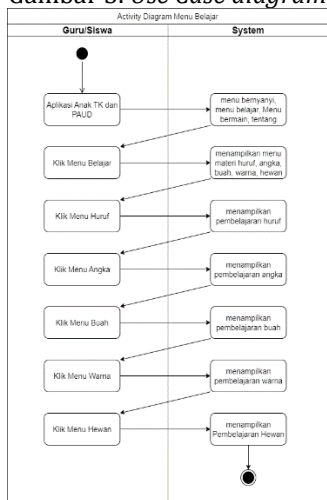 Gambar 3. Use Case diagram
Activity Diagram Menu Belajar
Guru/Siswa
System
Aplikasi Anak TK dan
PAUD
menu bernyanyi,
menu belajar, Menu
bermain, tentang
Klik Menu Belajar
menampilkan menu
materi huruf, angka,
buah, warna, hewan
Klik Menu Huruf
menampilkan
pembelajaran huruf
Klik Menu Angka
menampilkan
pembelajaran angka
Klik Menu Buah
menampilkan
pembelajaran buah
Klik Menu Warna
menampilkan
pembelajaran warna
Klik Menu Hewan
menampilkan
Pembelajaran Hewan